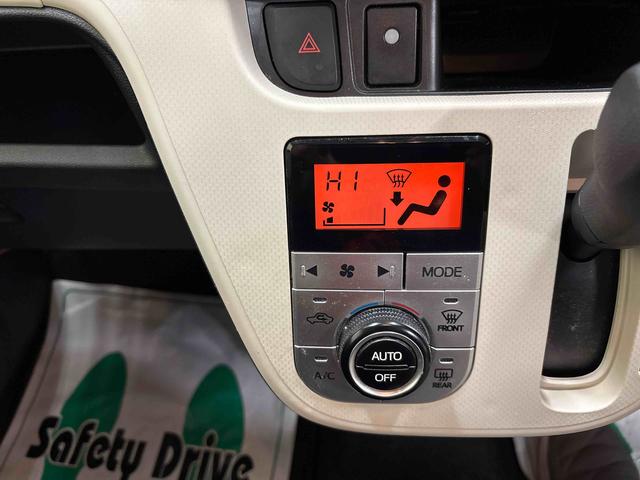 HI
MODE
FRONT
AUTO
A/C
OFF
REAR
Safety Drive